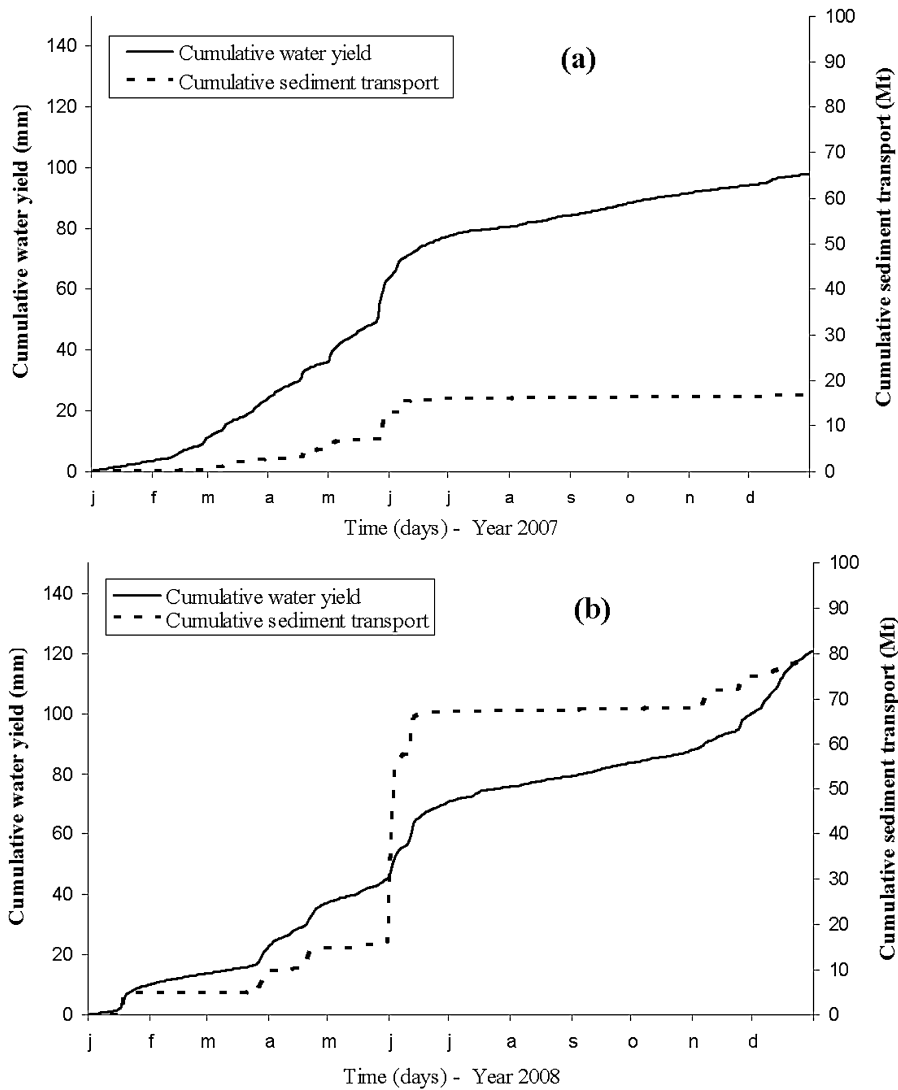 (a)
Cumulative water yield
Cumulative sediment transport
Cumulative water yield (mm)
140
120
100
80
60
40
20
0
Cumulative sediment transport (Mt)
100
90
80
70
60
50
40
30
20
10
0
j f m a m j j a s o n d
Time (days) - Year 2007
(b)
Cumulative water yield
Cumulative sediment transport
Cumulative water yield (mm)
140
120
100
80
60
40
20
0
Cumulative sediment transport (Mt)
100
90
80
70
60
50
40
30
20
10
0
j f m a m j j a s o n d
Time (days) - Year 2008